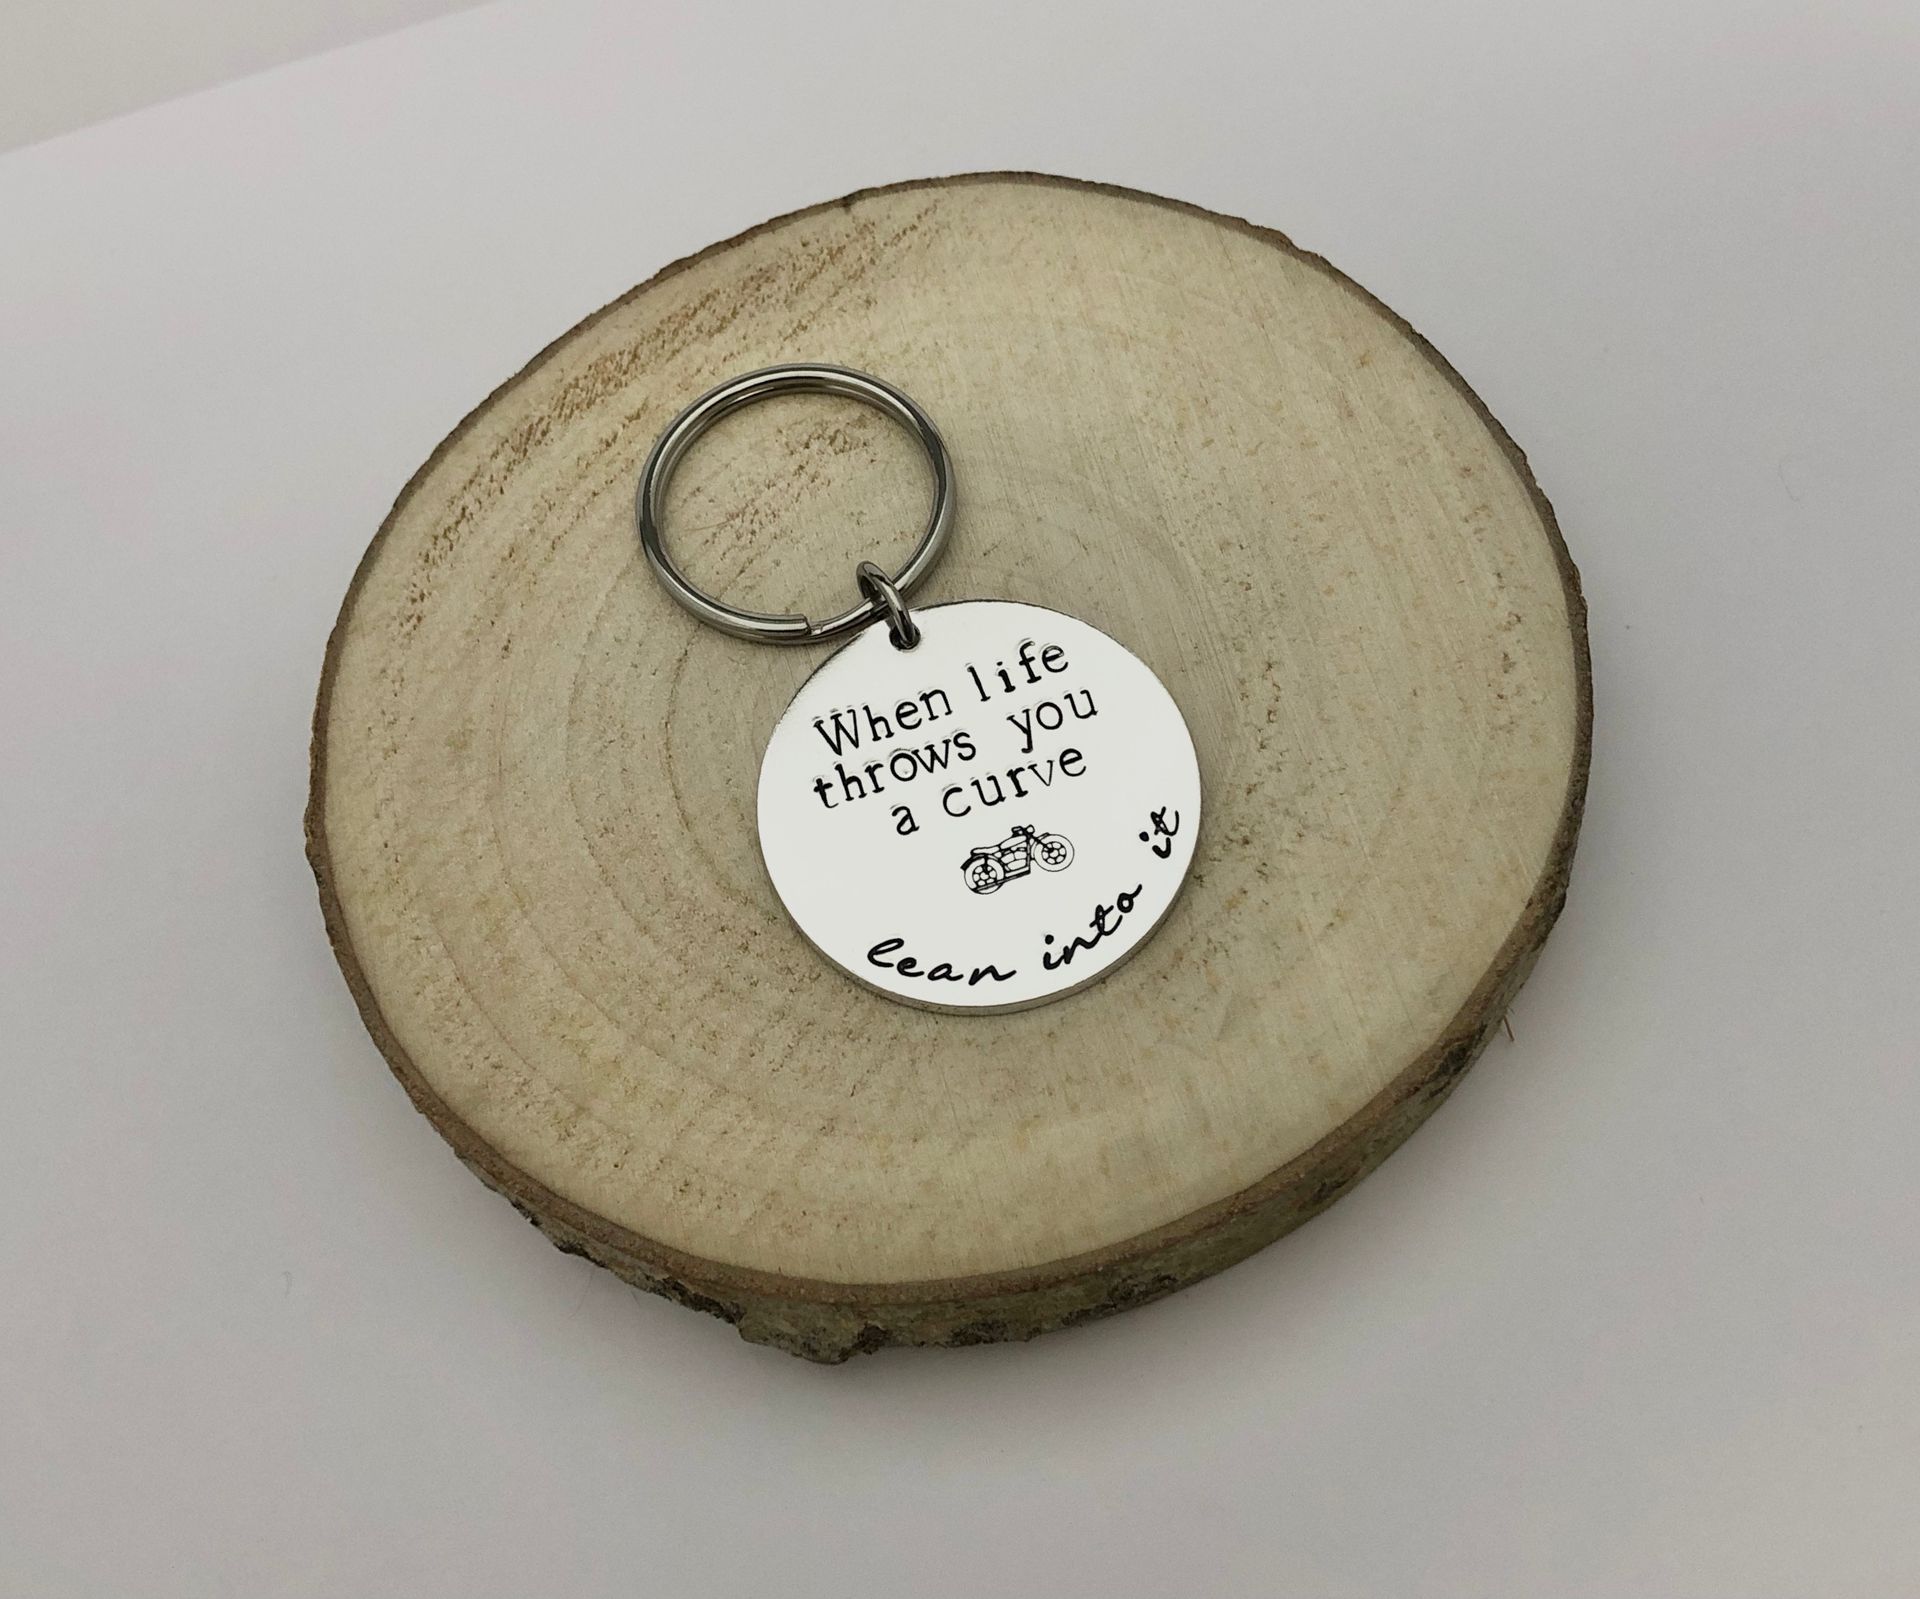 When life
throws you
a curve
lean into it